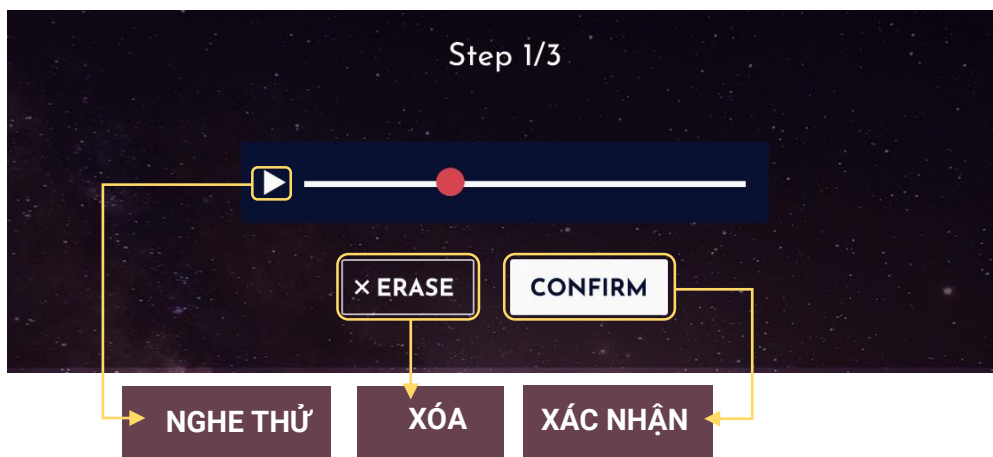 Step 1/3
× ERASE
CONFIRM
NGHE THỬ
XÓA
XÁC NHẬN